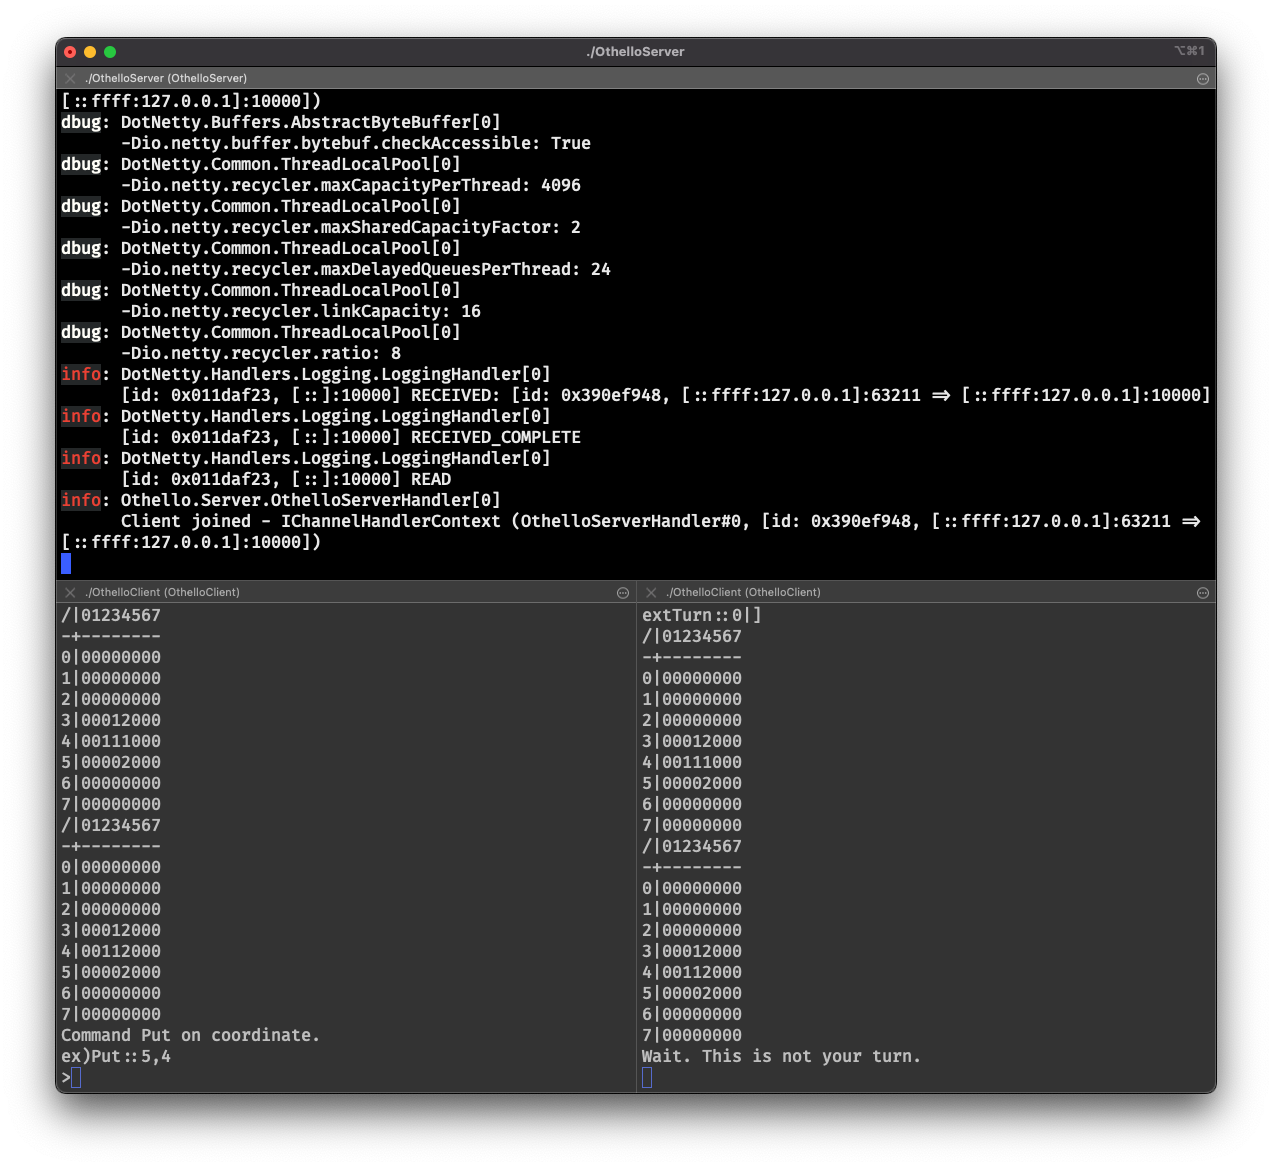 ./OthelloServer
⌥⌘1
./OthelloServer (OthelloServer)
[::ffff:127.0.0.1]:10000])
dbug: DotNetty.Buffers.AbstractByteBuffer[0]
      -Dio.netty.buffer.bytebuf.checkAccessible: True
dbug: DotNetty.Common.ThreadLocalPool[0]
      -Dio.netty.recycler.maxCapacityPerThread: 4096
dbug: DotNetty.Common.ThreadLocalPool[0]
      -Dio.netty.recycler.maxSharedCapacityFactor: 2
dbug: DotNetty.Common.ThreadLocalPool[0]
      -Dio.netty.recycler.maxDelayedQueuesPerThread: 24
dbug: DotNetty.Common.ThreadLocalPool[0]
      -Dio.netty.recycler.linkCapacity: 16
dbug: DotNetty.Common.ThreadLocalPool[0]
      -Dio.netty.recycler.ratio: 8
info: DotNetty.Handlers.Logging.LoggingHandler[0]
      [id: 0x011daf23, [::]:10000] RECEIVED: [id: 0x390ef948, [::ffff:127.0.0.1]:63211 => [::ffff:127.0.0.1]:10000]
info: DotNetty.Handlers.Logging.LoggingHandler[0]
      [id: 0x011daf23, [::]:10000] RECEIVED_COMPLETE
info: DotNetty.Handlers.Logging.LoggingHandler[0]
      [id: 0x011daf23, [::]:10000] READ
info: Othello.Server.OthelloServerHandler[0]
      Client joined - IChannelHandlerContext (OthelloServerHandler#0, [id: 0x390ef948, [::ffff:127.0.0.1]:63211 =>
[::ffff:127.0.0.1]:10000])
./OthelloClient (OthelloClient)
/|01234567
-+--------
0|00000000
1|00000000
2|00000000
3|00012000
4|00111000
5|00002000
6|00000000
7|00000000
/|01234567
-+--------
0|00000000
1|00000000
2|00000000
3|00012000
4|00112000
5|00002000
6|00000000
7|00000000
Command Put on coordinate.
ex)Put::5,4
>
./OthelloClient (OthelloClient)
extTurn::0|]
/|01234567
-+--------
0|00000000
1|00000000
2|00000000
3|00012000
4|00111000
5|00002000
6|00000000
7|00000000
/|01234567
-+--------
0|00000000
1|00000000
2|00000000
3|00012000
4|00112000
5|00002000
6|00000000
7|00000000
Wait. This is not your turn.